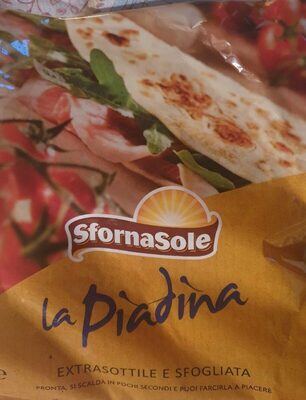 SfornaSole
La Piadina
EXTRASOTTILE E SFOGLIATA
PRONTA, SI SCALDA IN POCHI SECONDI E PUOI FARCIRLA A PIACERE
e